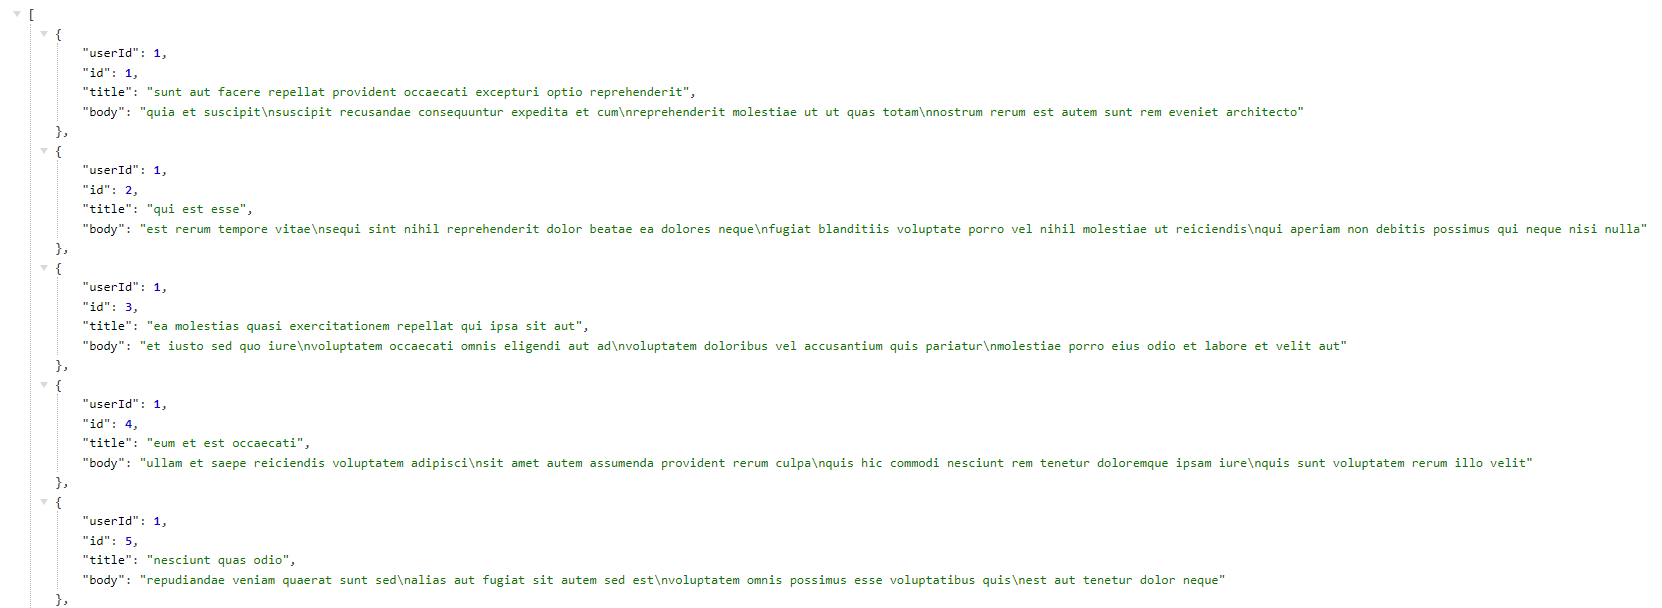 [
{
"userId": 1,
"id": 1,
"title": "sunt aut facere repellat provident occaecati excepturi optio reprehenderit",
"body": "quia et suscipit\nsuscipit recusandae consequuntur expedita et cum\nreprehenderit molestiae ut ut quas totam\nnostrum rerum est autem sunt rem eveniet architecto"
},
{
"userId": 1,
"id": 2,
"title": "qui est esse",
"body": "est rerum tempore vitae\nsequi sint nihil reprehenderit dolor beatae ea dolores neque\nfugiat blanditiis voluptate porro vel nihil molestiae ut reiciendis\nqui aperiam non debitis possimus qui neque nisi nulla"
},
{
"userId": 1,
"id": 3,
"title": "ea molestias quasi exercitationem repellat qui ipsa sit aut",
"body": "et iusto sed quo iure\nvoluptatem occaecati omnis eligendi aut ad\nvoluptatem doloribus vel accusantium quis pariatur\nmolestiae porro eius odio et labore et velit aut"
},
{
"userId": 1,
"id": 4,
"title": "eum et est occaecati",
"body": "ullam et saepe reiciendis voluptatem adipisci\nsit amet autem assumenda provident rerum culpa\nquis hic commodi nesciunt rem tenetur doloremque ipsam iure\nquis sunt voluptatem rerum illo velit"
},
{
"userId": 1,
"id": 5,
"title": "nesciunt quas odio",
"body": "repudiandae veniam quaerat sunt sed\nalias aut fugiat sit autem sed est\nvoluptatem omnis possimus esse voluptatibus quis\nest aut tenetur dolor neque"
},